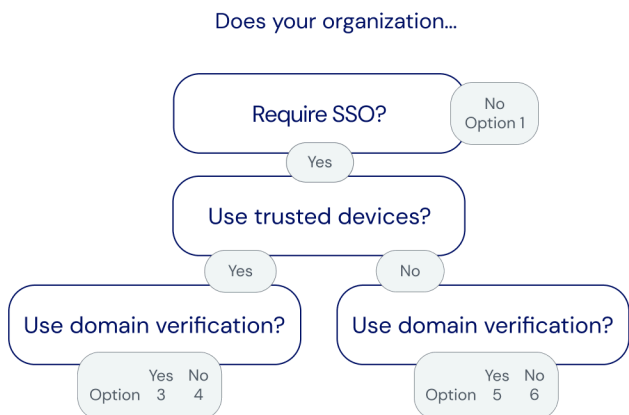 Does your organization...
Require SSO?
No
Option 1
Yes
Use trusted devices?
Yes
No
Use domain verification?
Use domain verification?
Yes No
Option 3 4
Yes No
Option 5 6